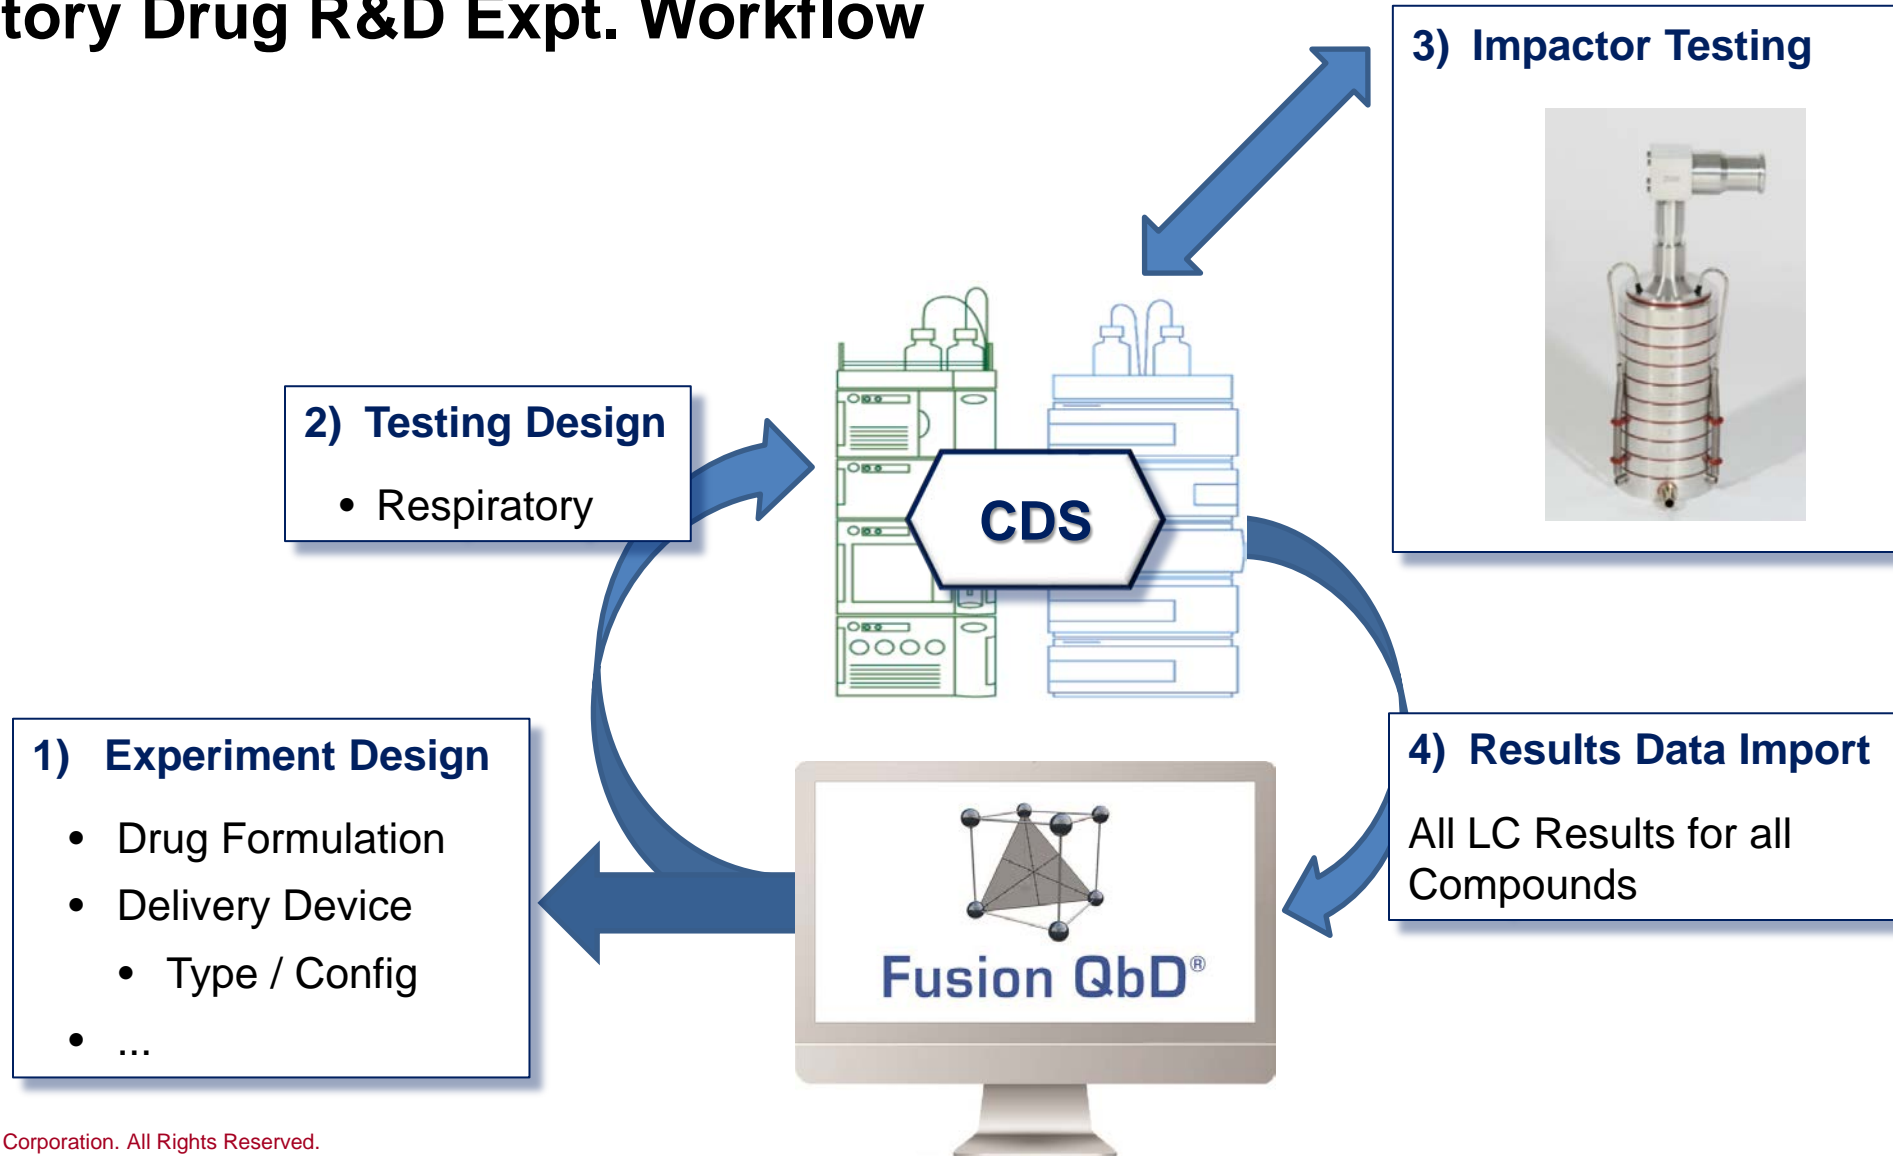 tory Drug R&D Expt. Workflow
3) Impactor Testing
2) Testing Design
• Respiratory
CDS
1) Experiment Design
• Drug Formulation
• Delivery Device
• Type / Config
• ...
4) Results Data Import
All LC Results for all
Compounds
Fusion QbD®
Corporation. All Rights Reserved.